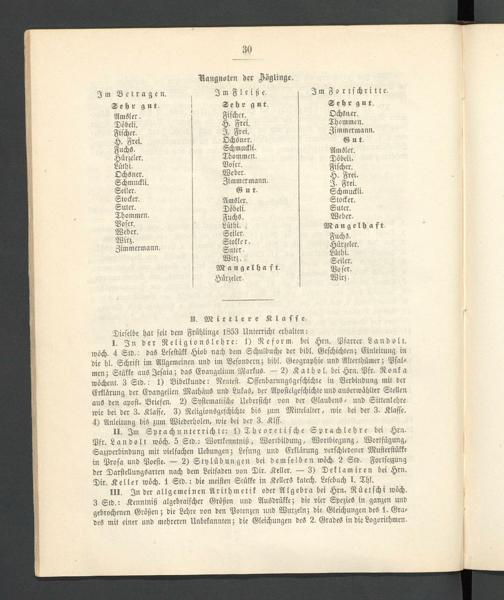 30
Rangnoten der Zöglinge.
Im Betragen.
Sehr gut.
Amsler.
Döbeli.
Fischer.
H. Frei.
Fuchs.
Hürzeler.
Lüthi.
Ochsner.
Schmuckli.
Seiler.
Stocker.
Suter.
Thommen.
Voser.
Weber.
Wirz.
Zimmermann.
Im Fleiße.
Sehr gut.
Fischer.
H. Frei.
J. Frei.
Ochsner.
Schmuckli.
Thommen.
Voser.
Weber.
Zimmermann.
Gut.
Amsler.
Döbeli.
Fuchs.
Lüthi.
Seiler.
Stocker.
Suter.
Wirz.
Mangelhaft.
Hürzeler.
Im Fortschritte.
Sehr gut.
Ochsner.
Thommen.
Zimmermann.
Gut.
Amsler.
Döbeli.
Fischer.
H. Frei.
J. Frei.
Schmuckli.
Stocker.
Suter.
Weber.
Mangelhaft.
Fuchs.
Hürzeler.
Lüthi.
Seiler.
Voser.
Wirz.
B. Mittlere Klasse.
Dieselbe hat seit dem Frühlinge 1853 Unterricht erhalten:
I. In der Religionslehre: 1) Reform. bei Hrn. Pfarrer Landolt
wöch. 4 Std.: das Lesestück Hiob nach dem Schulbuche der bibl. Geschichten; Einleitung in
die hl. Schrift im Allgemeinen und im Besondern; bibl. Geographie und Alterthümer; Psal-
men; Stücke aus Jesaia; das Evangelium Markus. — 2) Kathol. bei Hrn. Pfr. Ronka
wöchentl. 3 Std.: 1) Bibelkunde: Neutest. Offenbarungsgeschichte in Verbindung mit der
Erklärung der Evangelien Mathäus und Lukas, der Apostelgeschichte und auserwählter Stellen
aus den apost. Briefen. 2) Systematische Uebersicht von der Glaubens- und Sittenlehre
wie bei der 3. Klasse. 3) Religionsgeschichte bis zum Mittelalter, wie bei der 3. Klasse.
4) Anleitung bis zum Wiederholen, wie bei der 3. Klss.
II. Im Sprachunterrichte: 1) Theoretische Sprachlehre bei Hrn.
Pfr. Landolt wöch. 5 Std.: Wortkenntniß, Wortbildung, Wortbiegung, Wortfügung,
Satzverbindung mit vielfachen Uebungen; Lesung und Erklärung verschiedener Musterstücke
in Prosa und Poesie. — 2) Stylübungen bei demselben wöch. 2 Std. Fortsetzung
der Darstellungsarten nach dem Leitfaden von Dir. Keller. — 3) Deklamiren bei Hrn.
Dir. Keller wöch. 1 Std.: die meisten Stücke in Kellers katech. Lesebuch I. Thl.
III. In der allgemeinen Arithmetik oder Algebra bei Hrn. Rüetschi wöch.
3 Std.: Kenntniß algebraischer Größen und Ausdrücke; die vier Spezies in ganzen und
gebrochenen Größen; die Lehre von den Potenzen und Wurzeln; die Gleichungen des 1. Gra-
des mit einer und mehreren Unbekannten; die Gleichungen des 2. Grades in die Logorithmen.